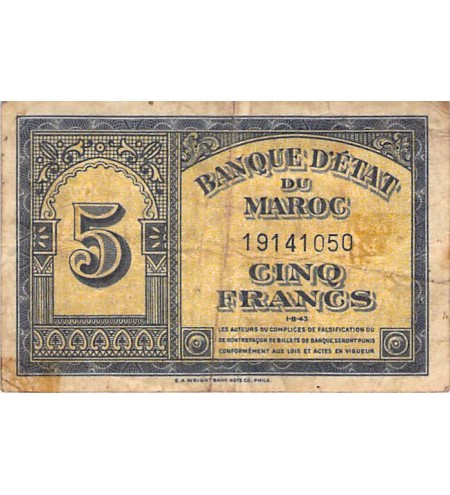 BANQUE D'ÉTAT
DU
MAROC
19141050
5
CINQ
FRANCS
1-8-43
LES AUTEURS OU COMPLICES DE FALSIFICATION OU
DE CONTREFAÇON DE BILLETS DE BANQUE, SERONT PUNIS
CONFORMÉMENT AUX LOIS ET ACTES EN VIGUEUR
E.A. WRIGHT BANK NOTE CO., PHILA.